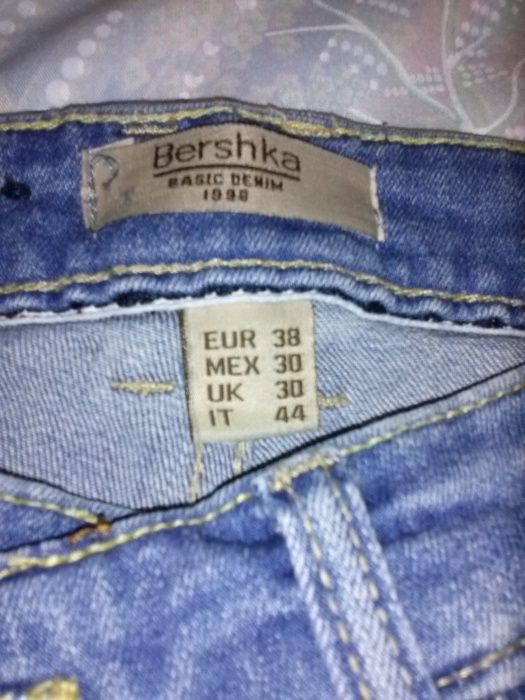 Bershka
BASIC DENIM
1998
EUR 38
MEX 30
UK 30
IT 44